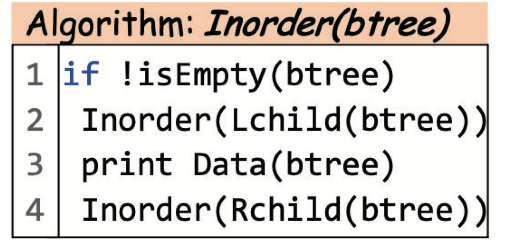 Algorithm: Inorder(btree)
1 if !isEmpty(btree)
2 Inorder(Lchild(btree))
3 print Data(btree)
4 Inorder(Rchild(btree))